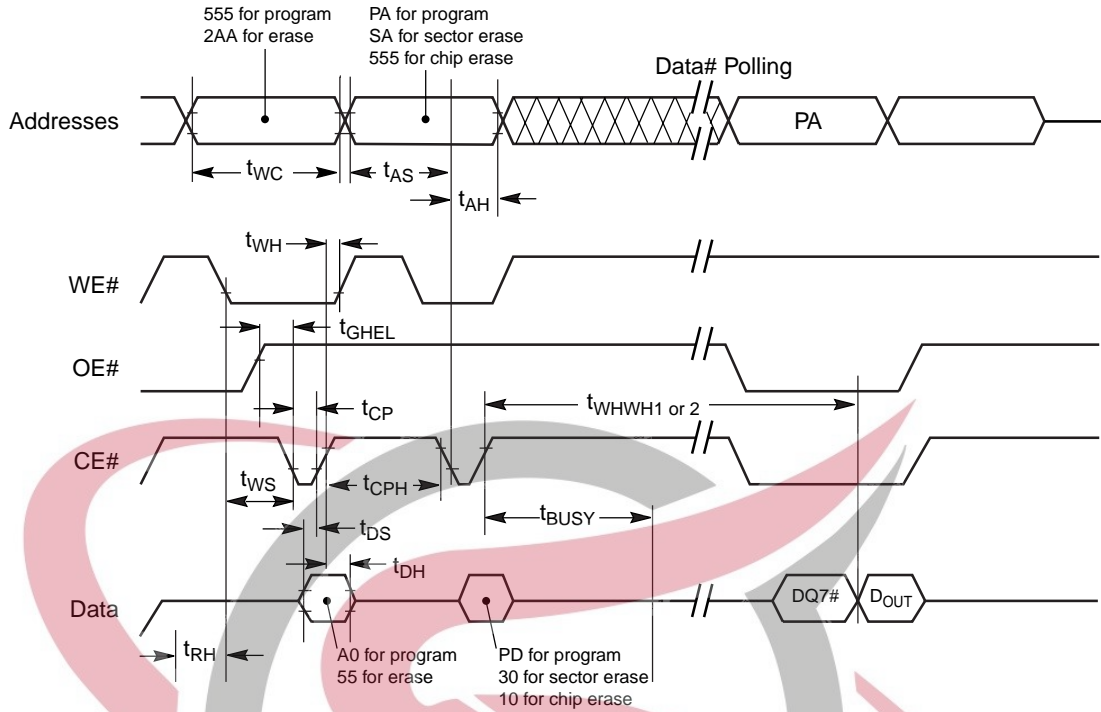 555 for program
2AA for erase
PA for program
SA for sector erase
555 for chip erase
Data# Polling
Addresses
PA
tWC
tAS
tAH
tWH
WE#
tGHEL
OE#
tWHWH1 or 2
tCP
CE#
tWS
tCPH
tBUSY
tDS
tDH
Data
DQ7#
DOUT
tRH
A0 for program
55 for erase
PD for program
30 for sector erase
10 for chip erase